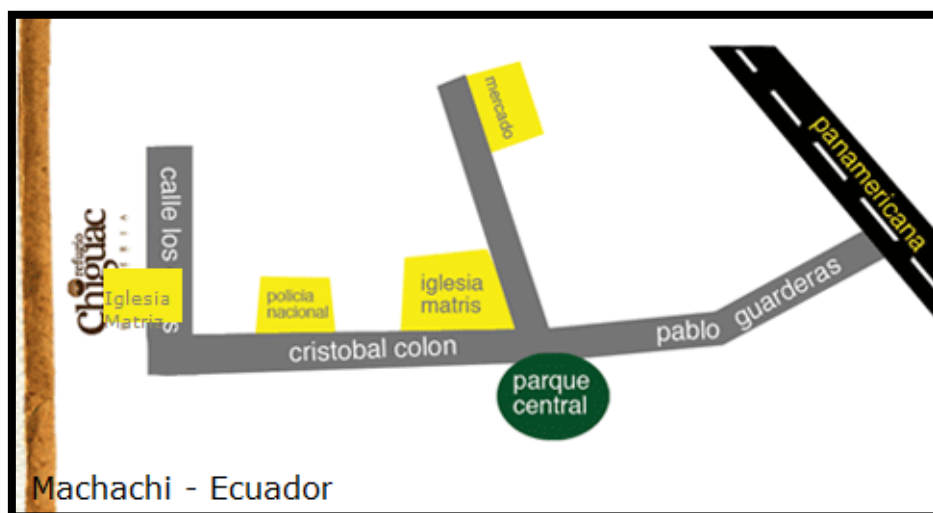 mercado
panamericana
calle los
s
refugio
Chiguac
Iglesia
Matriz
policia
nacional
iglesia
matris
cristobal colon
pablo guarderas
parque
central
Machachi - Ecuador